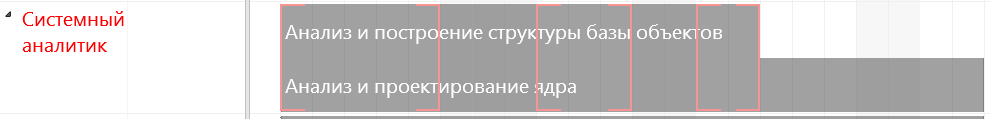 Системный
аналитик
Анализ и построение структуры базы объектов
Анализ и проектирование ядра